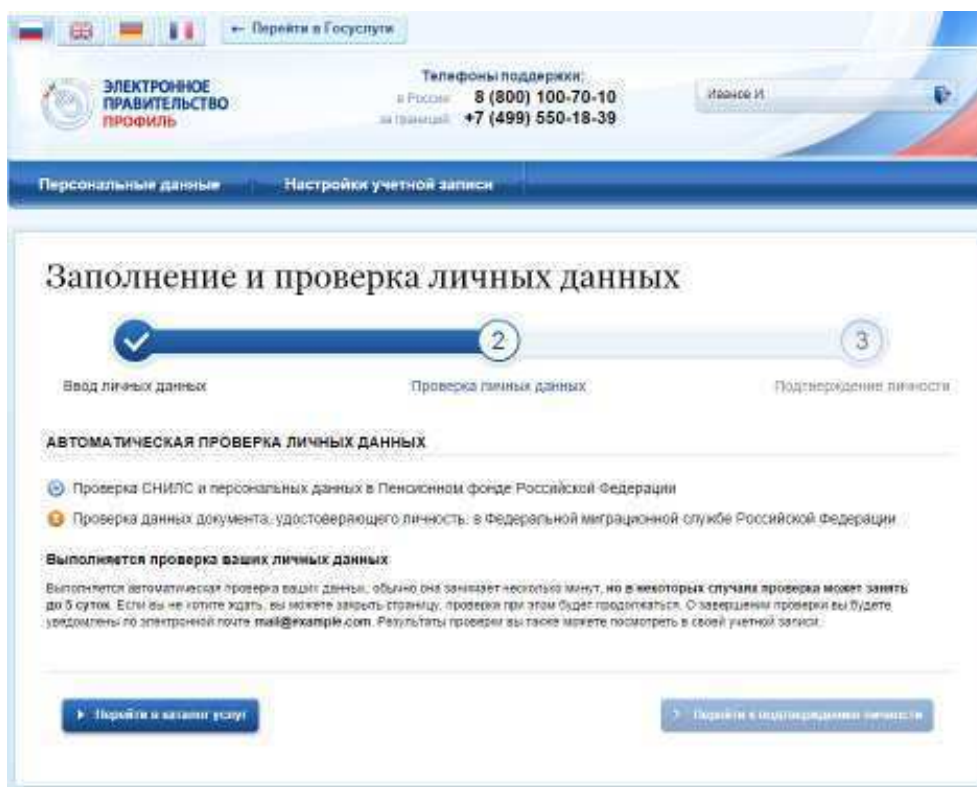 ← Перейти в Госуслуги
ЭЛЕКТРОННОЕ
ПРАВИТЕЛЬСТВО
ПРОФИЛЬ
Телефоны поддержки:
в России 8 (800) 100-70-10
за границей +7 (499) 550-18-39
Иванов И
Персональные данные Настройки учетной записи
Заполнение и проверка личных данных
2 3
Ввод личных данных Проверка личных данных Подтверждение личности
АВТОМАТИЧЕСКАЯ ПРОВЕРКА ЛИЧНЫХ ДАННЫХ
Проверка СНИЛС и персональных данных в Пенсионном фонде Российской Федерации
Проверка данных документа, удостоверяющего личность, в Федеральной миграционной службе Российской Федерации
Выполняется проверка ваших личных данных
Выполняется автоматическая проверка ваших данных, обычно она занимает несколько минут, но в некоторых случаях проверка может занять
до 5 суток. Если вы не хотите ждать, вы можете закрыть страницу, проверка при этом будет продолжаться. О завершении проверки вы будете
уведомлены по электронной почте mail@example.com. Результаты проверки вы также можете посмотреть в своей учетной записи.
Перейти в каталог услуг Перейти к подтверждению личности